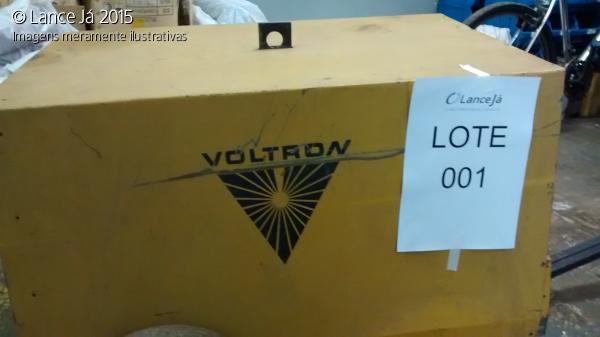 © Lance Já 2015
Imagens meramente ilustrativas
VOLTRON
LanceJá
LOTE
001